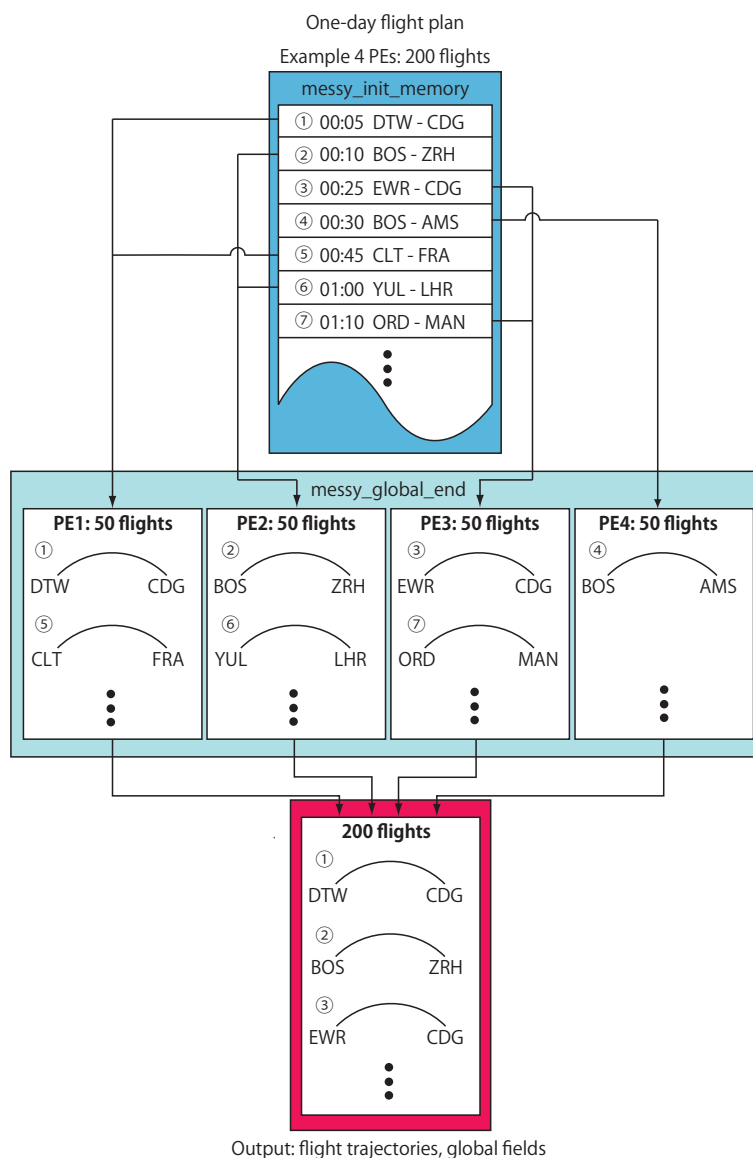 One-day flight plan
Example 4 PEs: 200 flights
messy_init_memory
① 00:05 DTW - CDG
② 00:10 BOS - ZRH
③ 00:25 EWR - CDG
④ 00:30 BOS - AMS
⑤ 00:45 CLT - FRA
⑥ 01:00 YUL - LHR
⑦ 01:10 ORD - MAN
messy_global_end
PE1: 50 flights
①
DTW CDG
⑤
CLT FRA
PE2: 50 flights
②
BOS ZRH
⑥
YUL LHR
PE3: 50 flights
③
EWR CDG
⑦
ORD MAN
PE4: 50 flights
④
BOS AMS
200 flights
①
DTW CDG
②
BOS ZRH
③
EWR CDG
Output: flight trajectories, global fields